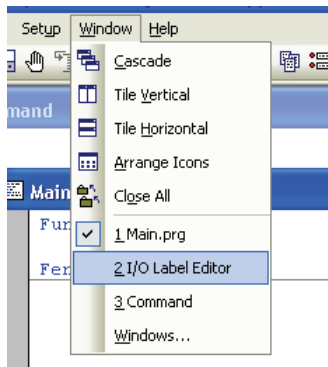 Setup Window Help
Cascade
mand
Tile Vertical
Tile Horizontal
Arrange Icons
Main
Close All
Fun
1 Main.prg
Fen
2 I/O Label Editor
3 Command
Windows...